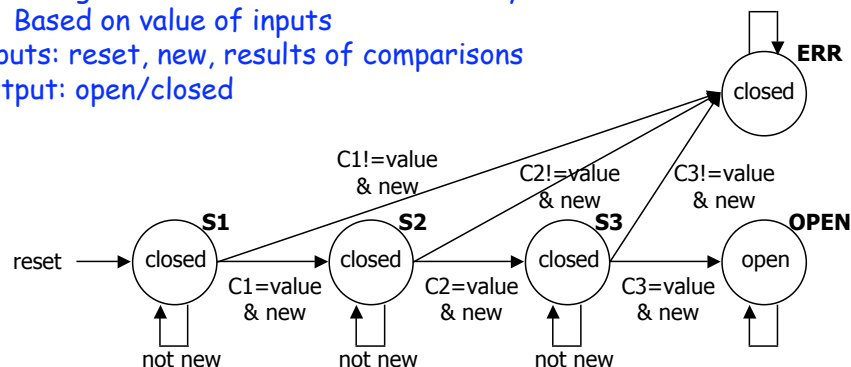 Based on value of inputs
reset, new, results of comparisons
open/closed
ERR
closed
C1!=value
& new
C2!=value
& new
C3!=value
& new
S1
S2
S3
OPEN
reset
closed
closed
closed
open
C1=value
& new
C2=value
& new
C3=value
& new
not new
not new
not new